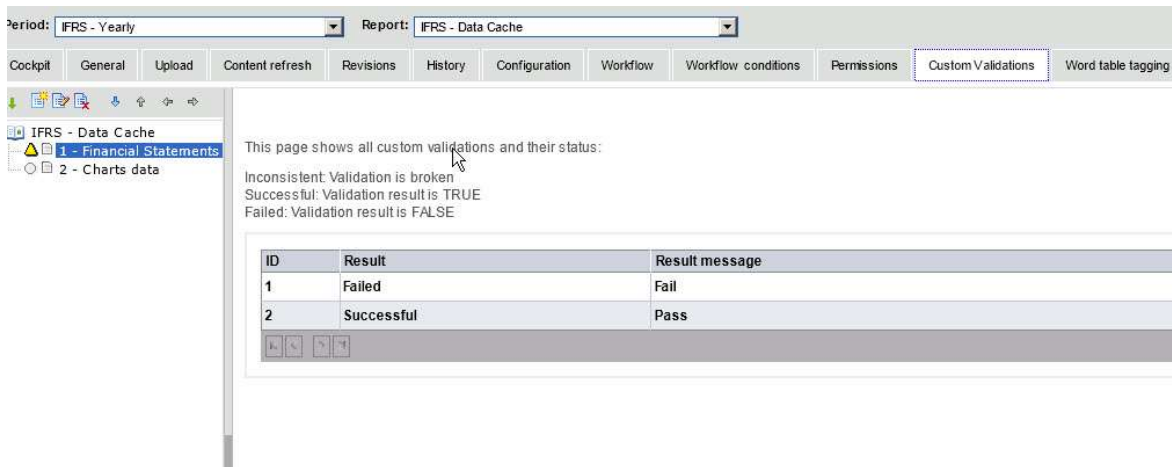 Period: IFRS - Yearly Report: IFRS - Data Cache
Cockpit General Upload Content refresh Revisions History Configuration Workflow Workflow conditions Permissions Custom Validations Word table tagging
IFRS - Data Cache
1 - Financial Statements
2 - Charts data
This page shows all custom validations and their status:
Inconsistent: Validation is broken
Successful: Validation result is TRUE
Failed: Validation result is FALSE
ID Result Result message
1 Failed Fail
2 Successful Pass